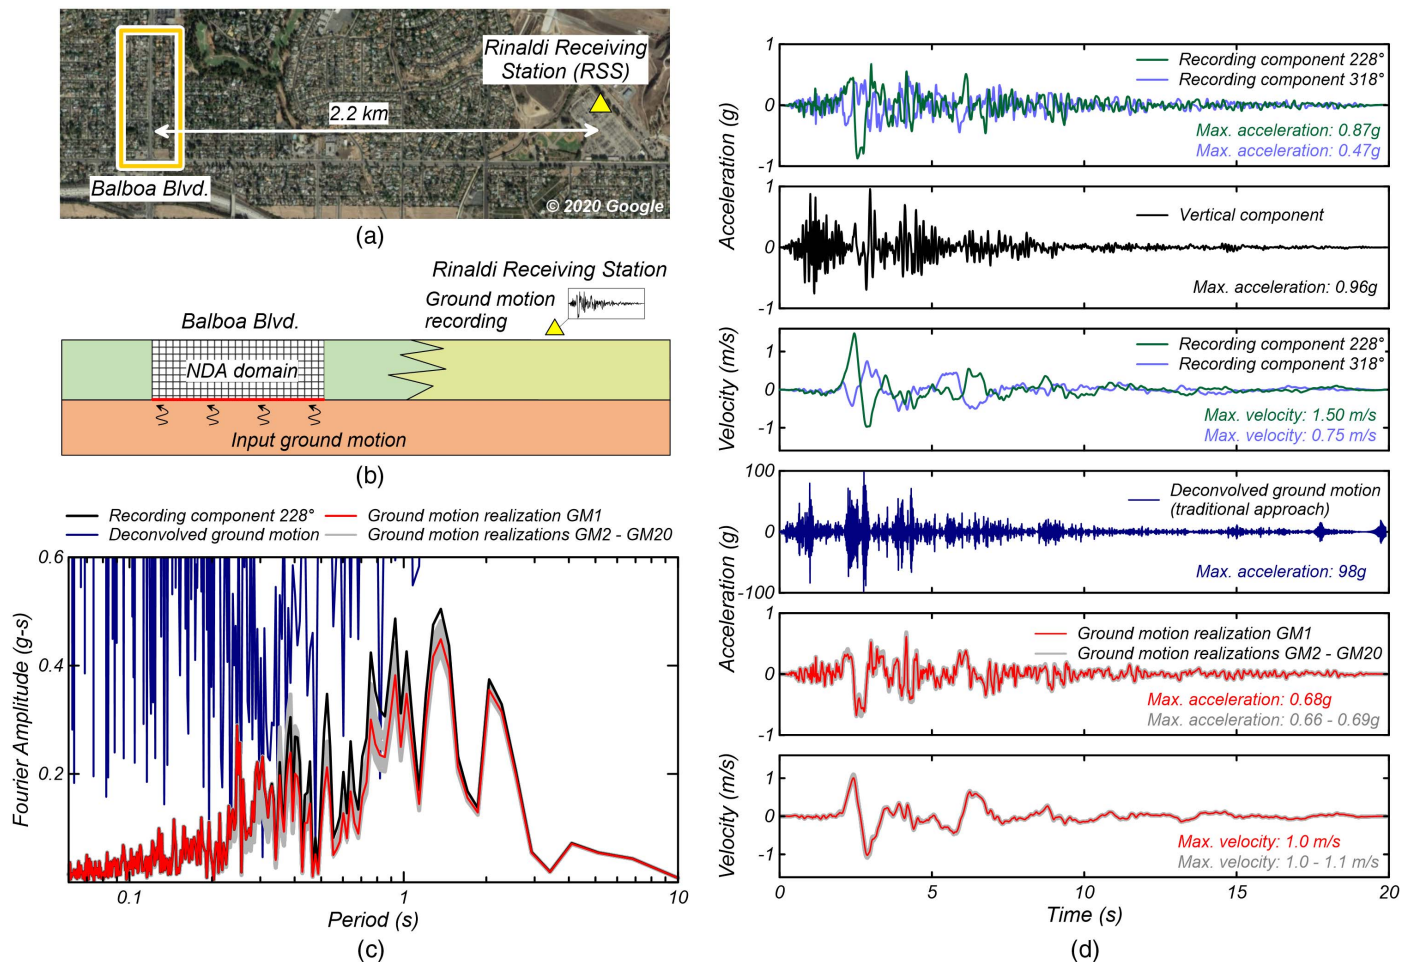 Rinaldi Receiving
Station (RSS)
2.2 km
Balboa Blvd.
© 2020 Google
(a)
Rinaldi Receiving Station
Ground motion
recording
Balboa Blvd.
NDA domain
Input ground motion
(b)
Recording component 228°
Ground motion realization GM1
Deconvolved ground motion
Ground motion realizations GM2 - GM20
Fourier Amplitude (g-s)
0.6
0.4
0.2
0.1
1
10
Period (s)
(c)
Acceleration (g)
1
0
-1
Recording component 228°
Recording component 318°
Max. acceleration: 0.87g
Max. acceleration: 0.47g
1
0
-1
Vertical component
Max. acceleration: 0.96g
Velocity (m/s)
1
0
-1
Recording component 228°
Recording component 318°
Max. velocity: 1.50 m/s
Max. velocity: 0.75 m/s
Acceleration (g)
100
0
-100
Deconvolved ground motion
(traditional approach)
Max. acceleration: 98g
1
0
-1
Ground motion realization GM1
Ground motion realizations GM2 - GM20
Max. acceleration: 0.68g
Max. acceleration: 0.66 - 0.69g
Velocity (m/s)
1
0
-1
Max. velocity: 1.0 m/s
Max. velocity: 1.0 - 1.1 m/s
0
5
10
15
20
Time (s)
(d)